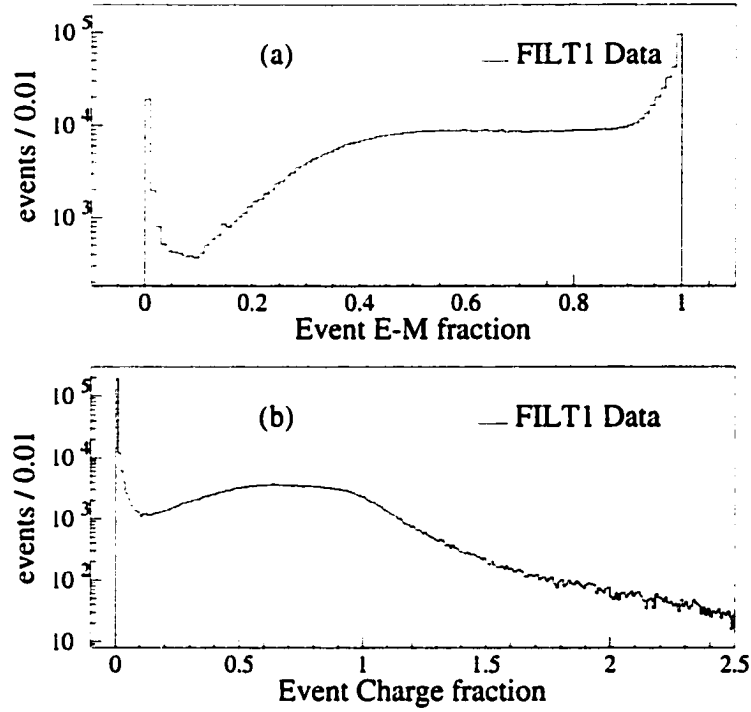 10^5
(a)
— FILT1 Data
10^4
10^3
events / 0.01
0 0.2 0.4 0.6 0.8 1
Event E-M fraction
10^5
(b)
— FILT1 Data
10^4
10^3
10^2
10
events / 0.01
0 0.5 1 1.5 2 2.5
Event Charge fraction